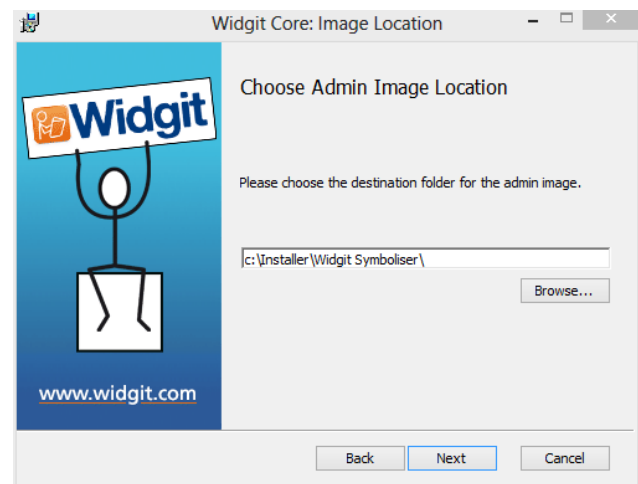 Widgit Core: Image Location
Widgit
Choose Admin Image Location
Please choose the destination folder for the admin image.
c:\Installer\Widgit Symboliser\
Browse...
www.widgit.com
Back Next Cancel